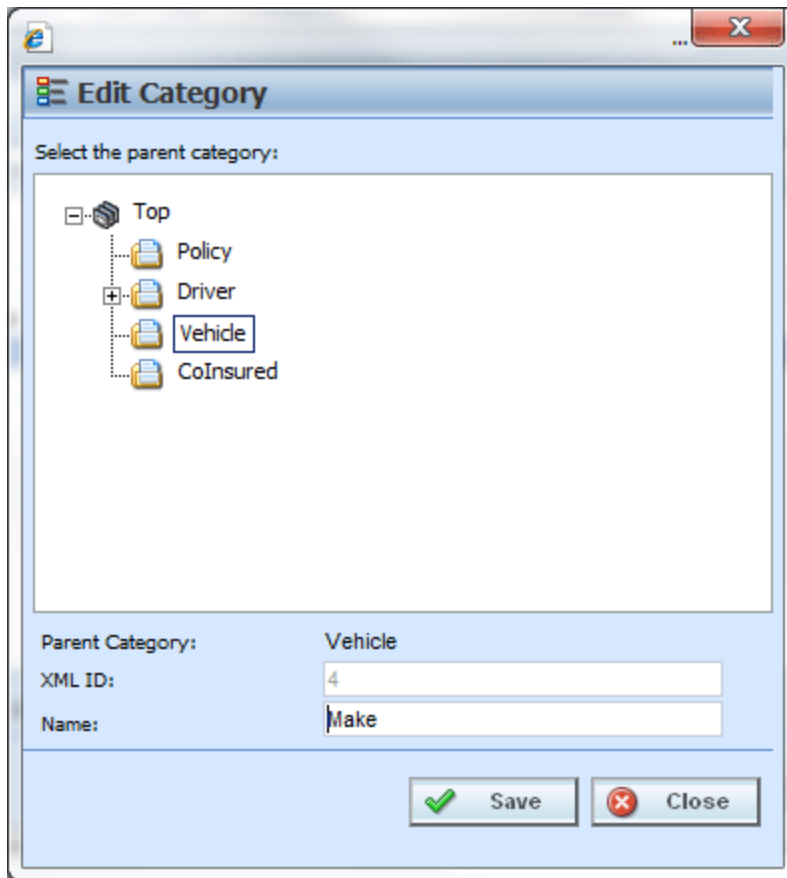 ...
Edit Category
Select the parent category:
Top
Policy
Driver
Vehicle
CoInsured
Parent Category: Vehicle
XML ID: 4
Name: Make
Save Close